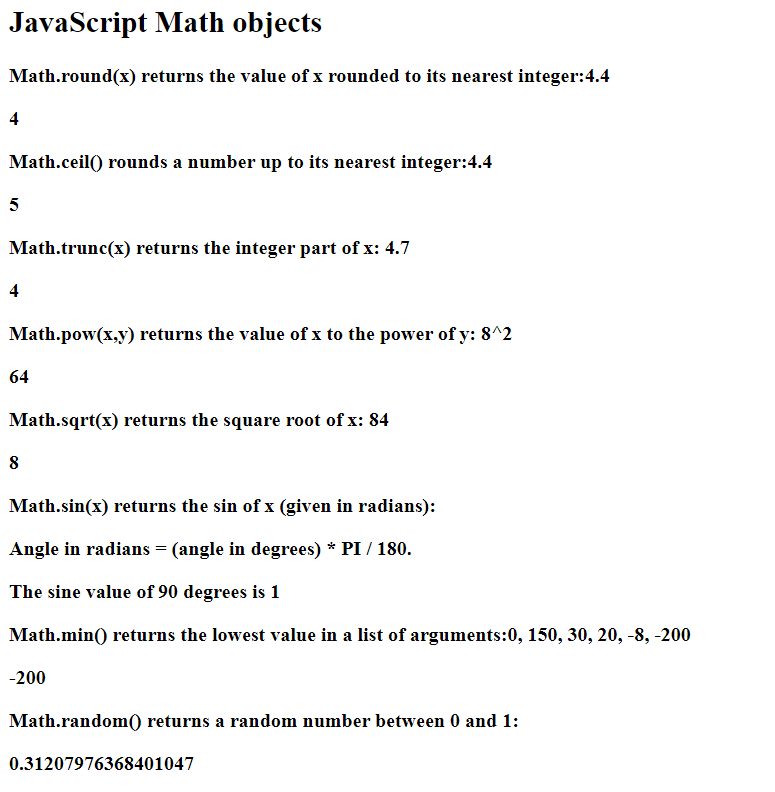 JavaScript Math objects
Math.round(x) returns the value of x rounded to its nearest integer:4.4
4
Math.ceil() rounds a number up to its nearest integer:4.4
5
Math.trunc(x) returns the integer part of x: 4.7
4
Math.pow(x,y) returns the value of x to the power of y: 8^2
64
Math.sqrt(x) returns the square root of x: 84
8
Math.sin(x) returns the sin of x (given in radians):
Angle in radians = (angle in degrees) * PI / 180.
The sine value of 90 degrees is 1
Math.min() returns the lowest value in a list of arguments:0, 150, 30, 20, -8, -200
-200
Math.random() returns a random number between 0 and 1:
0.31207976368401047